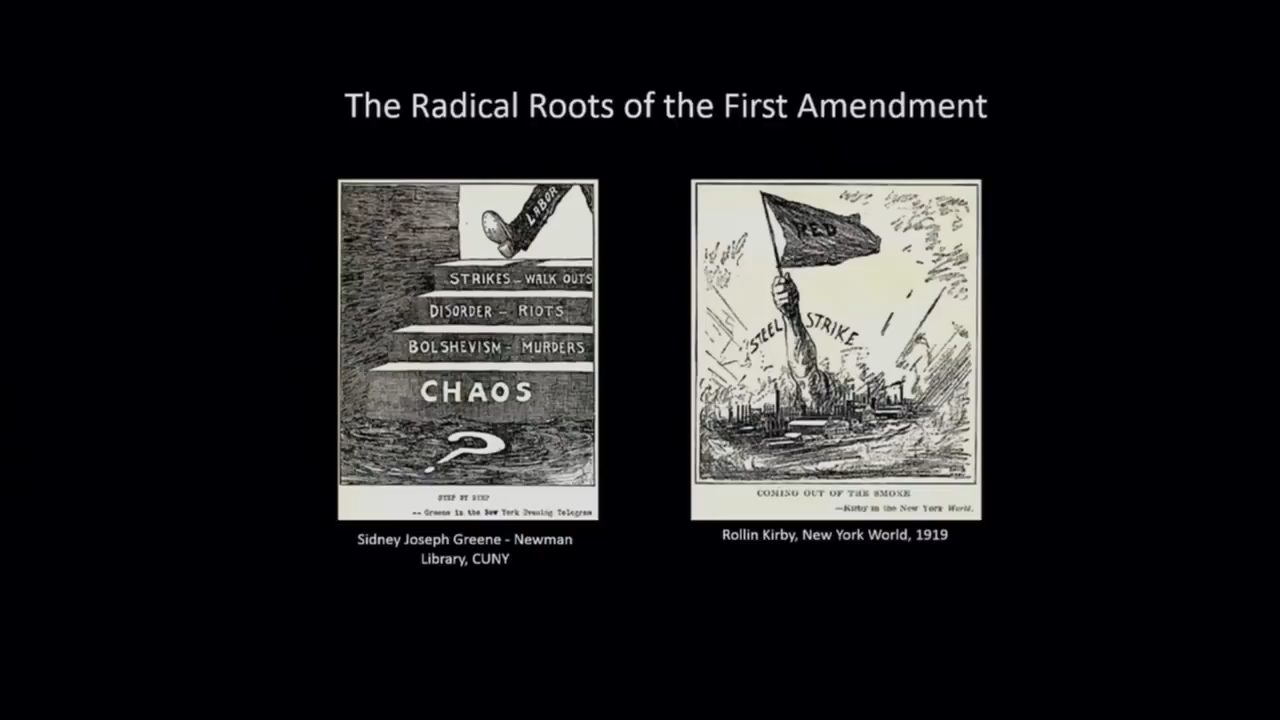 The Radical Roots of the First Amendment
LABOR
STRIKES - WALK OUTS
DISORDER - RIOTS
BOLSHEVISM - MURDERS
CHAOS
?
STEP BY STEP
-- Greene in the New York Evening Telegram
Sidney Joseph Greene - Newman
Library, CUNY
RED
STEEL STRIKE
COMING OUT OF THE SMOKE
—Kirby in the New York World.
Rollin Kirby, New York World, 1919